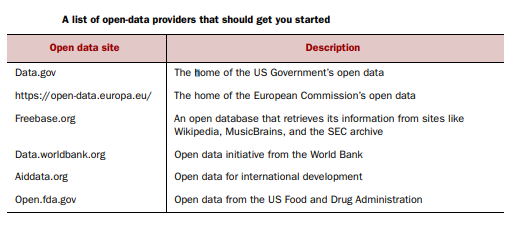 A list of open-data providers that should get you started
Open data site Description
Data.gov The home of the US Government's open data
https://open-data.europa.eu/ The home of the European Commission's open data
Freebase.org An open database that retrieves its information from sites like
Wikipedia, MusicBrains, and the SEC archive
Data.worldbank.org Open data initiative from the World Bank
Aiddata.org Open data for international development
Open.fda.gov Open data from the US Food and Drug Administration